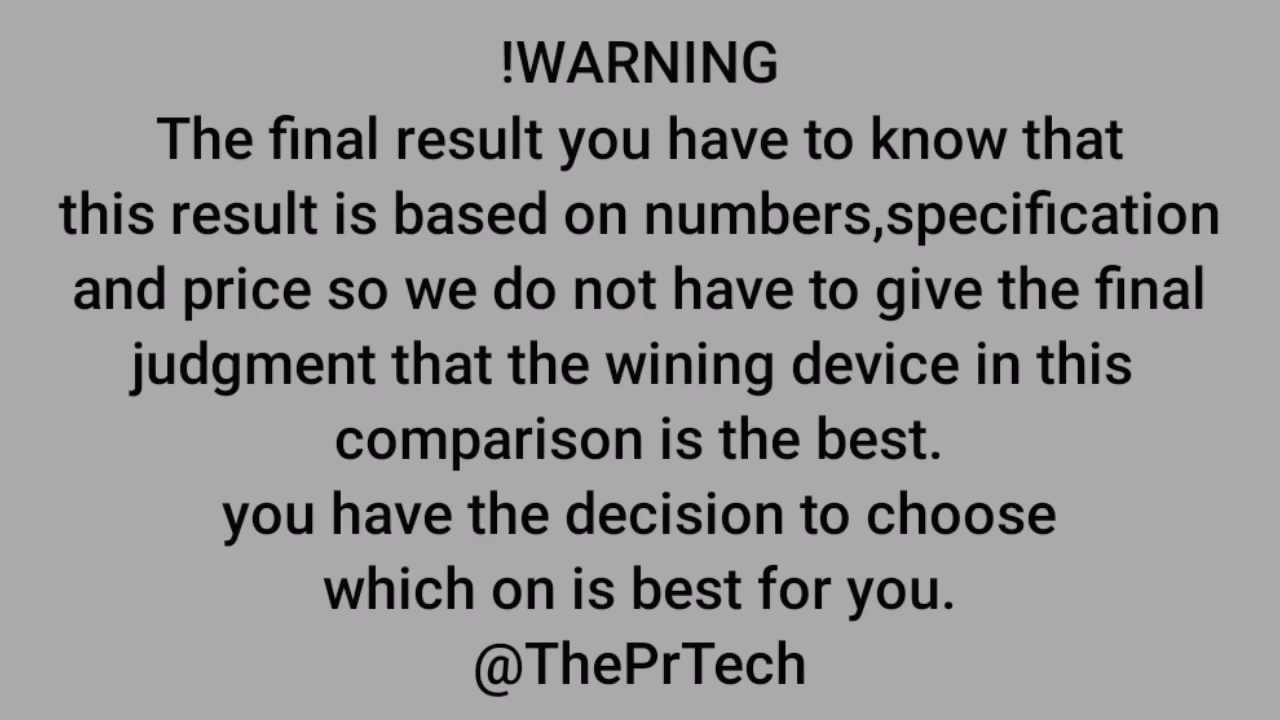 !WARNING
The final result you have to know that
this result is based on numbers,specification
and price so we do not have to give the final
judgment that the wining device in this
comparison is the best.
you have the decision to choose
which on is best for you.
@ThePrTech